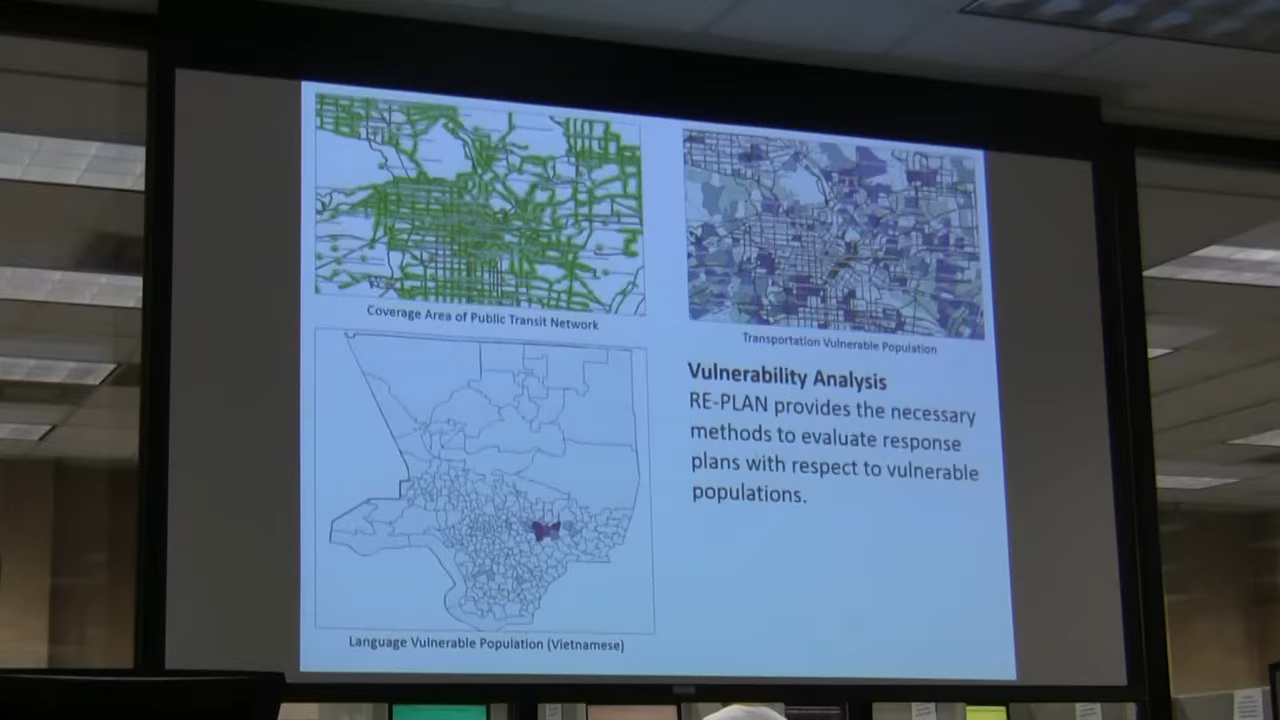 Coverage Area of Public Transit Network
Transportation Vulnerable Population
Vulnerability Analysis
RE-PLAN provides the necessary
methods to evaluate response
plans with respect to vulnerable
populations.
Language Vulnerable Population (Vietnamese)